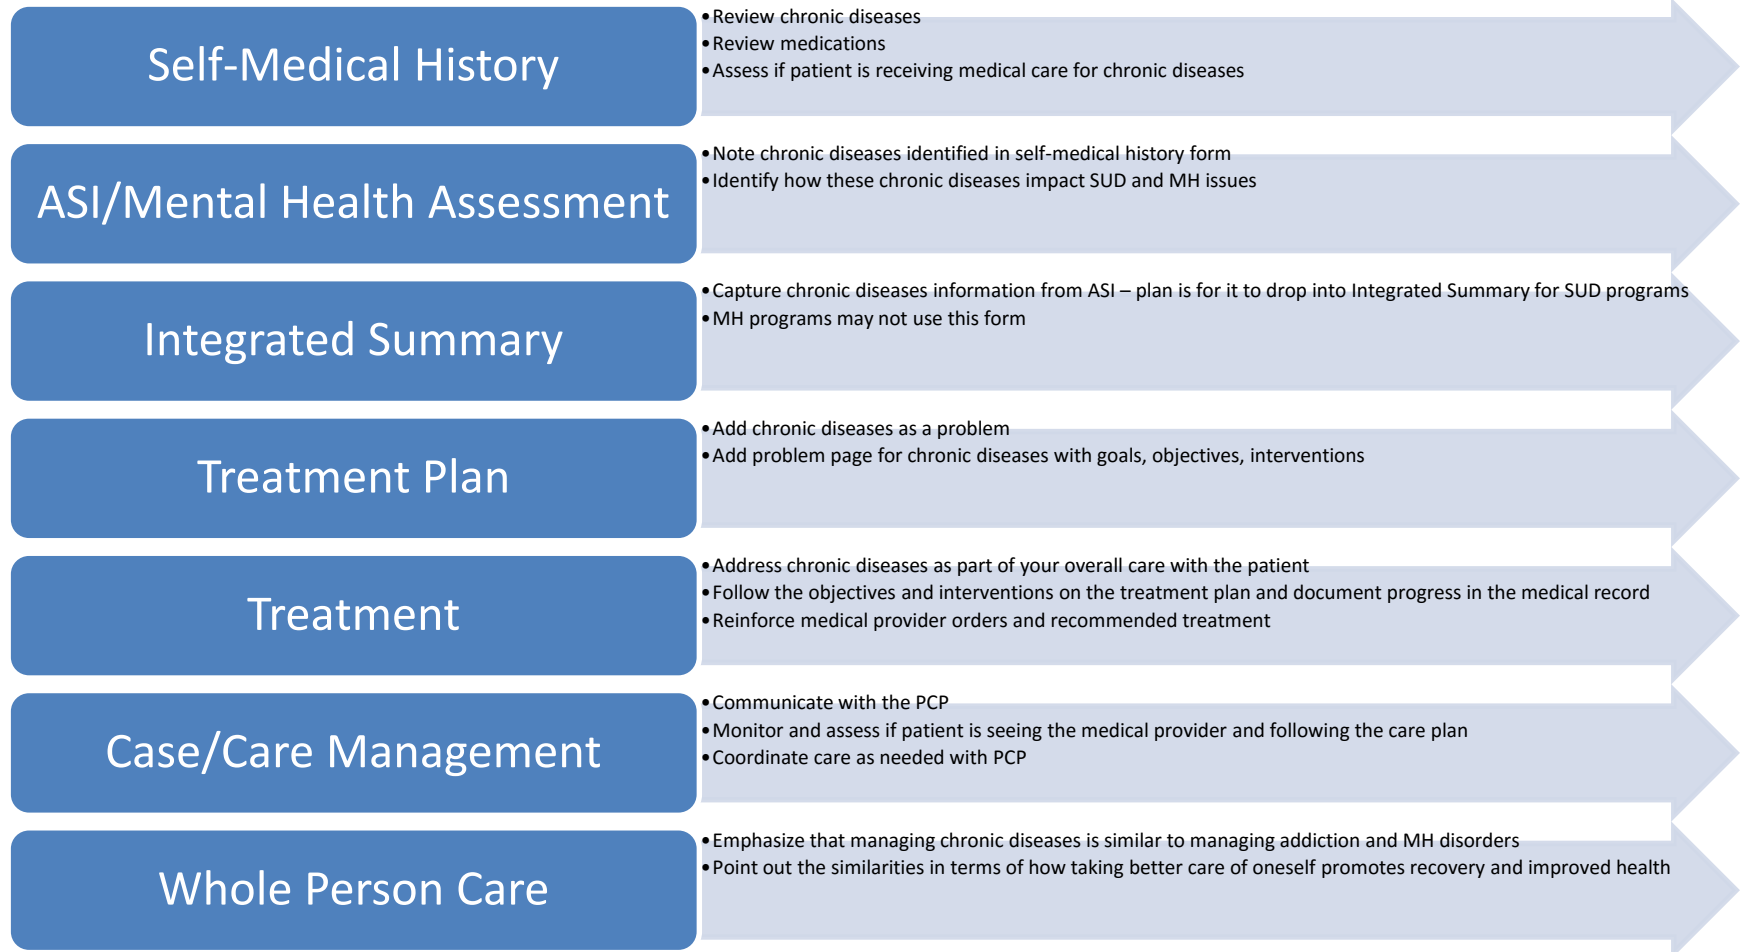 Self-Medical History
•Review chronic diseases
•Review medications
•Assess if patient is receiving medical care for chronic diseases
ASI/Mental Health Assessment
•Note chronic diseases identified in self-medical history form
•Identify how these chronic diseases impact SUD and MH issues
Integrated Summary
•Capture chronic diseases information from ASI – plan is for it to drop into Integrated Summary for SUD programs
•MH programs may not use this form
Treatment Plan
•Add chronic diseases as a problem
•Add problem page for chronic diseases with goals, objectives, interventions
Treatment
•Address chronic diseases as part of your overall care with the patient
•Follow the objectives and interventions on the treatment plan and document progress in the medical record
•Reinforce medical provider orders and recommended treatment
Case/Care Management
•Communicate with the PCP
•Monitor and assess if patient is seeing the medical provider and following the care plan
•Coordinate care as needed with PCP
Whole Person Care
•Emphasize that managing chronic diseases is similar to managing addiction and MH disorders
•Point out the similarities in terms of how taking better care of oneself promotes recovery and improved health